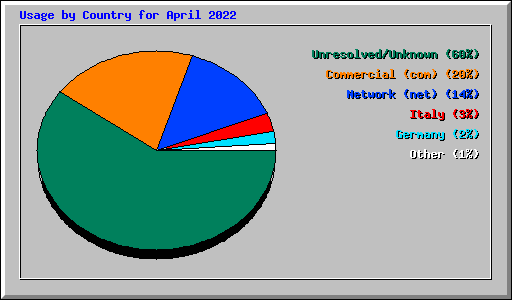 Usage by Country for April 2022
Unresolved/Unknown (60%)
Commercial (com) (20%)
Network (net) (14%)
Italy (3%)
Germany (2%)
Other (1%)